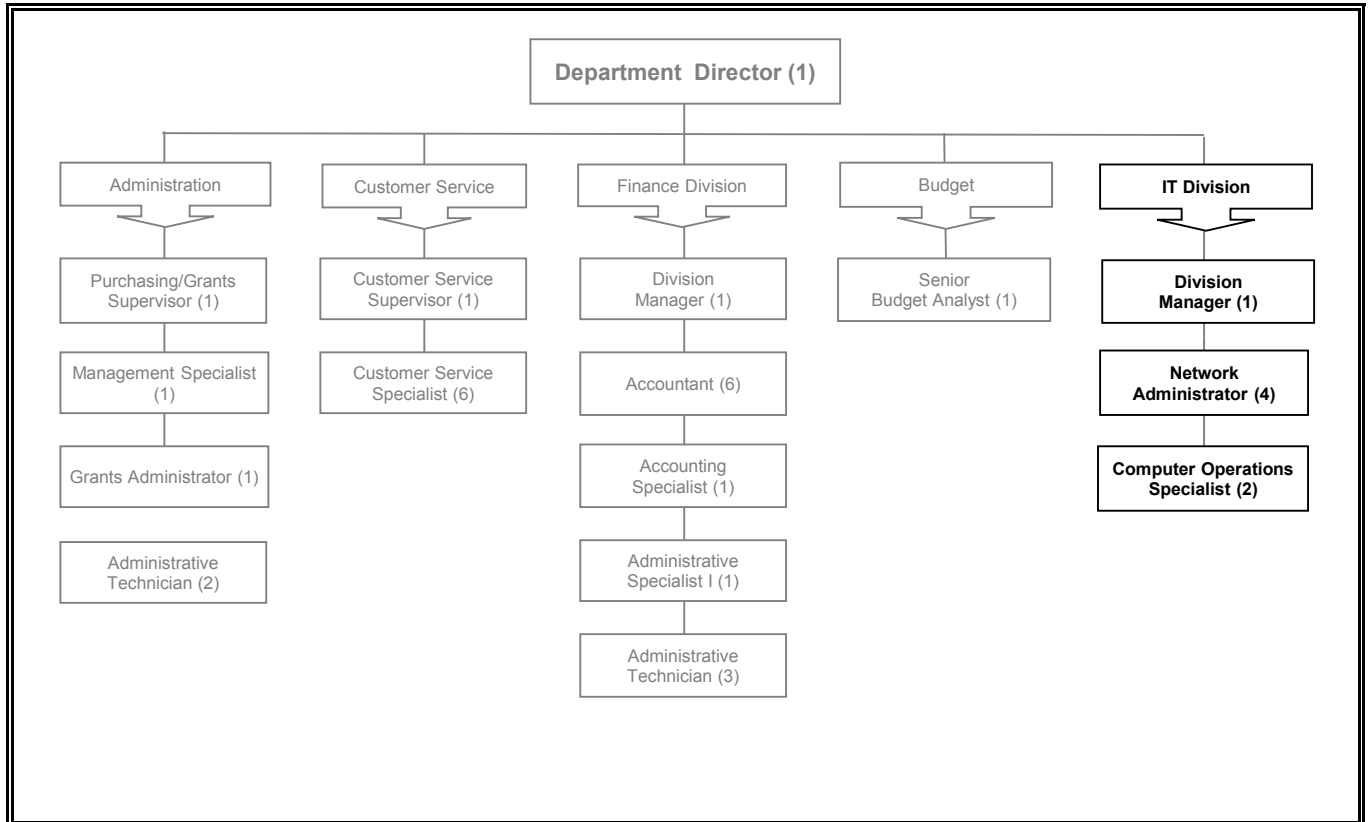 Department Director (1)
Administration
Customer Service
Finance Division
Budget
IT Division
Purchasing/Grants
Supervisor (1)
Customer Service
Supervisor (1)
Division
Manager (1)
Senior
Budget Analyst (1)
Division
Manager (1)
Management Specialist
(1)
Customer Service
Specialist (6)
Accountant (6)
Network
Administrator (4)
Grants Administrator (1)
Accounting
Specialist (1)
Computer Operations
Specialist (2)
Administrative
Technician (2)
Administrative
Specialist I (1)
Administrative
Technician (3)